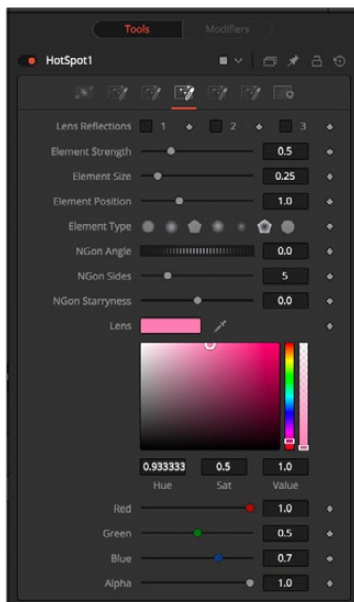 Tools Modifiers
HotSpot1
Lens Reflections 1 2 3
Element Strength 0.5
Element Size 0.25
Element Position 1.0
Element Type
NGon Angle 0.0
NGon Sides 5
NGon Starryness 0.0
Lens
0.933333 0.5 1.0
Hue Sat Value
Red 1.0
Green 0.5
Blue 0.7
Alpha 1.0